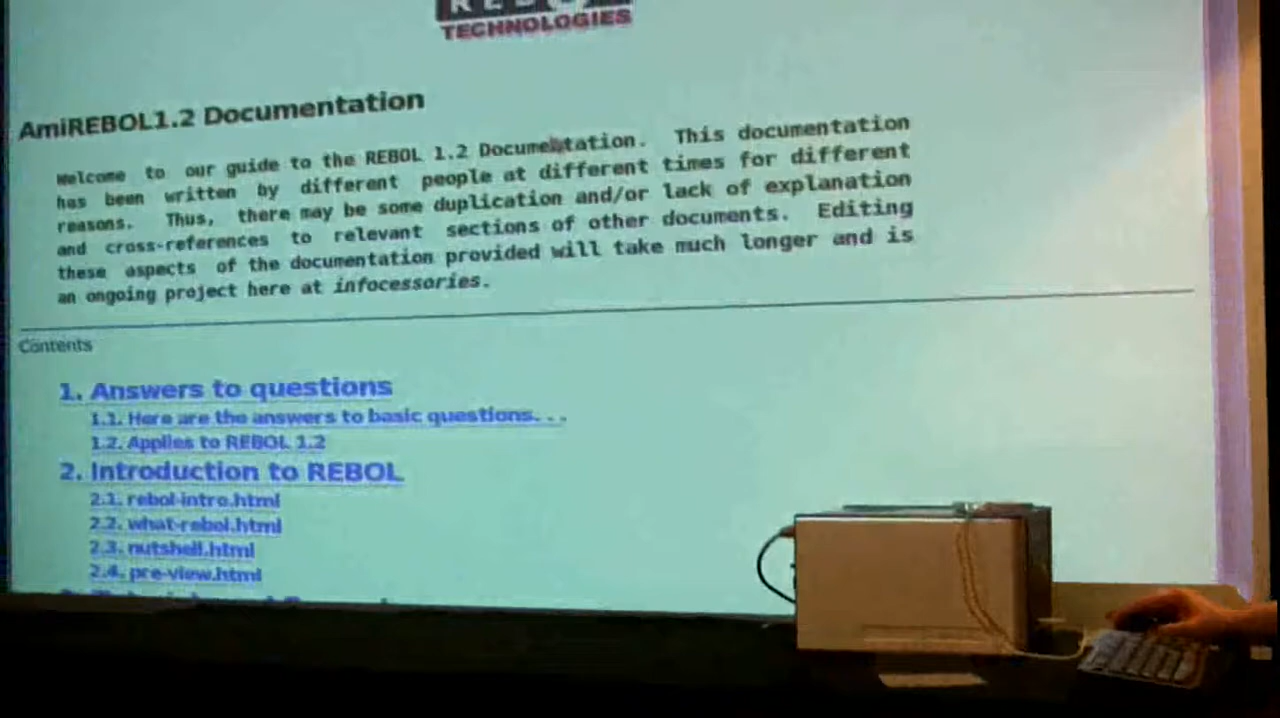 TECHNOLOGIES
AmiREBOL1.2 Documentation
Welcome to our guide to the REBOL 1.2 Documentation. This documentation
has been written by different people at different times for different
reasons. Thus, there may be some duplication and/or lack of explanation
and cross-references to relevant sections of other documents. Editing
these aspects of the documentation provided will take much longer and is
an ongoing project here at infocessories.
Contents
1. Answers to questions
1.1. Here are the answers to basic questions. . .
1.2. Applies to REBOL 1.2
2. Introduction to REBOL
2.1. rebol-intro.html
2.2. what-rebol.html
2.3. nutshell.html
2.4. pre-view.html